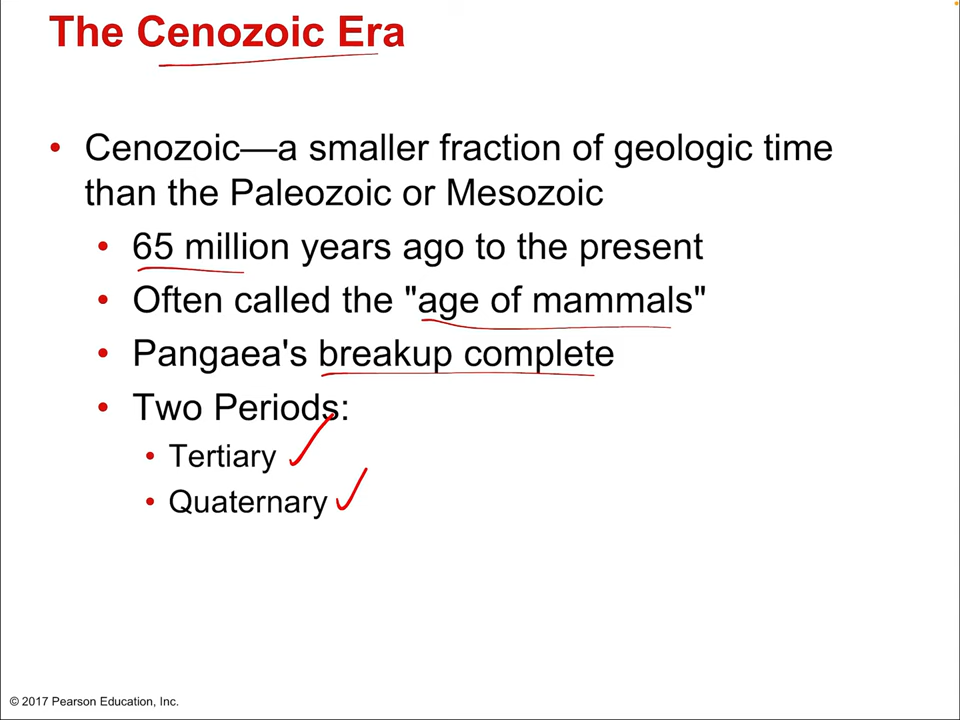 The Cenozoic Era
• Cenozoic—a smaller fraction of geologic time
than the Paleozoic or Mesozoic
• 65 million years ago to the present
• Often called the "age of mammals"
• Pangaea's breakup complete
• Two Periods:
• Tertiary
• Quaternary
© 2017 Pearson Education, Inc.